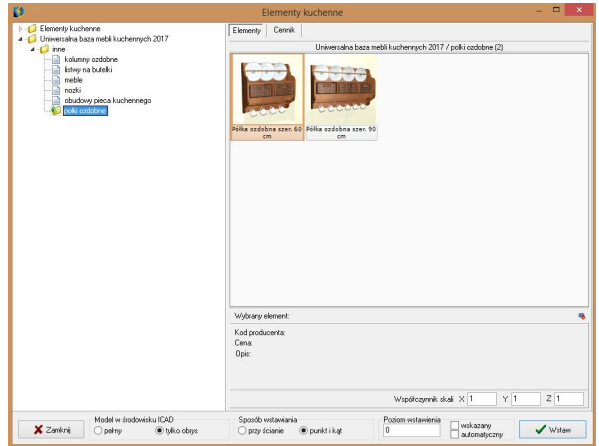 Elementy kuchenne
Elementy kuchenne
Uniwersalna baza mebli kuchennych 2017
inne
kolumny ozdobne
listwy na butelki
meble
nozki
obudowy pieca kuchennego
polki ozdobne
Elementy Cennik
Uniwersalna baza mebli kuchennych 2017 / polki ozdobne (2)
Półka ozdobna szer. 60 cm
Półka ozdobna szer. 90 cm
Wybrany element:
Kod producenta:
Cena:
Opis:
Współczynnik skali X 1 Y 1 Z 1
Zamknij
Model w środowisku ICAD
pełny tylko obrys
Sposób wstawiania
przy ścianie punkt i kąt
Poziom wstawienia
0
wskazany
automatyczny
Wstaw